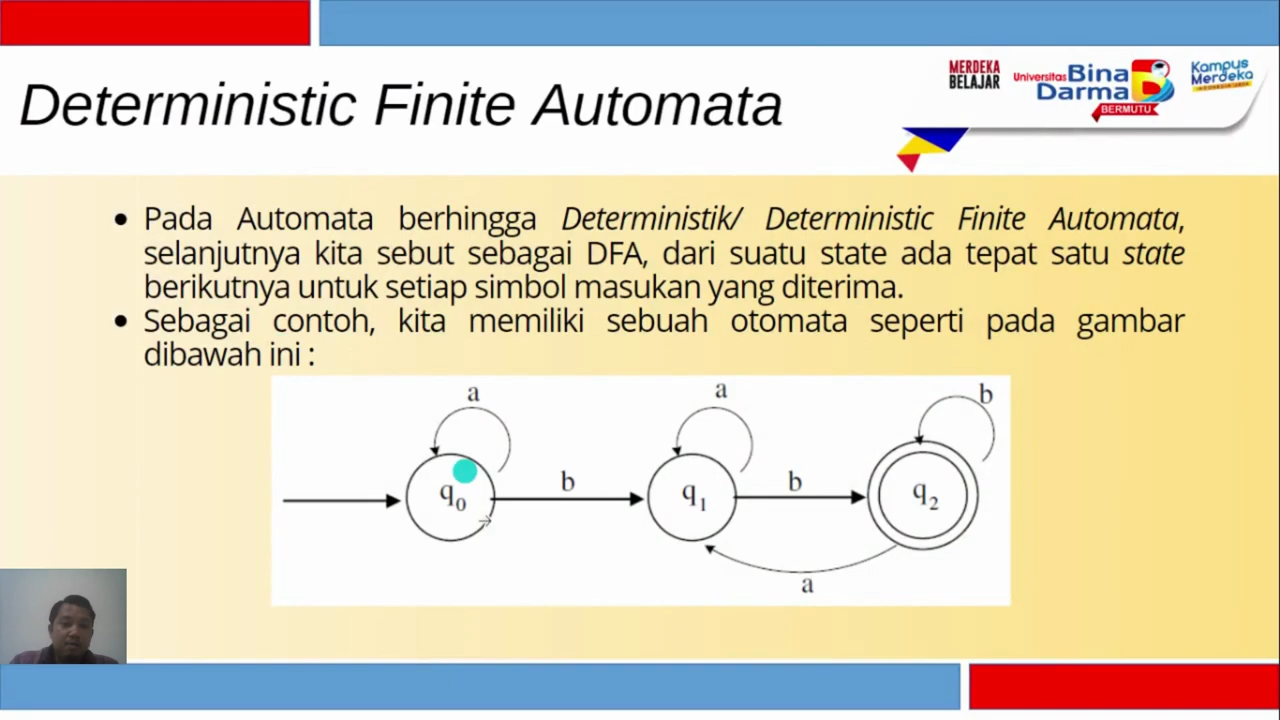 MERDEKA
BELAJAR
Universitas Bina
Darma
BERMUTU
Kampus
Merdeka
INDONESIA JAYA
Deterministic Finite Automata
• Pada Automata berhingga Deterministik/ Deterministic Finite Automata,
selanjutnya kita sebut sebagai DFA, dari suatu state ada tepat satu state
berikutnya untuk setiap simbol masukan yang diterima.
• Sebagai contoh, kita memiliki sebuah otomata seperti pada gambar
dibawah ini :
a
a
b
b
b
q0
q1
q2
a